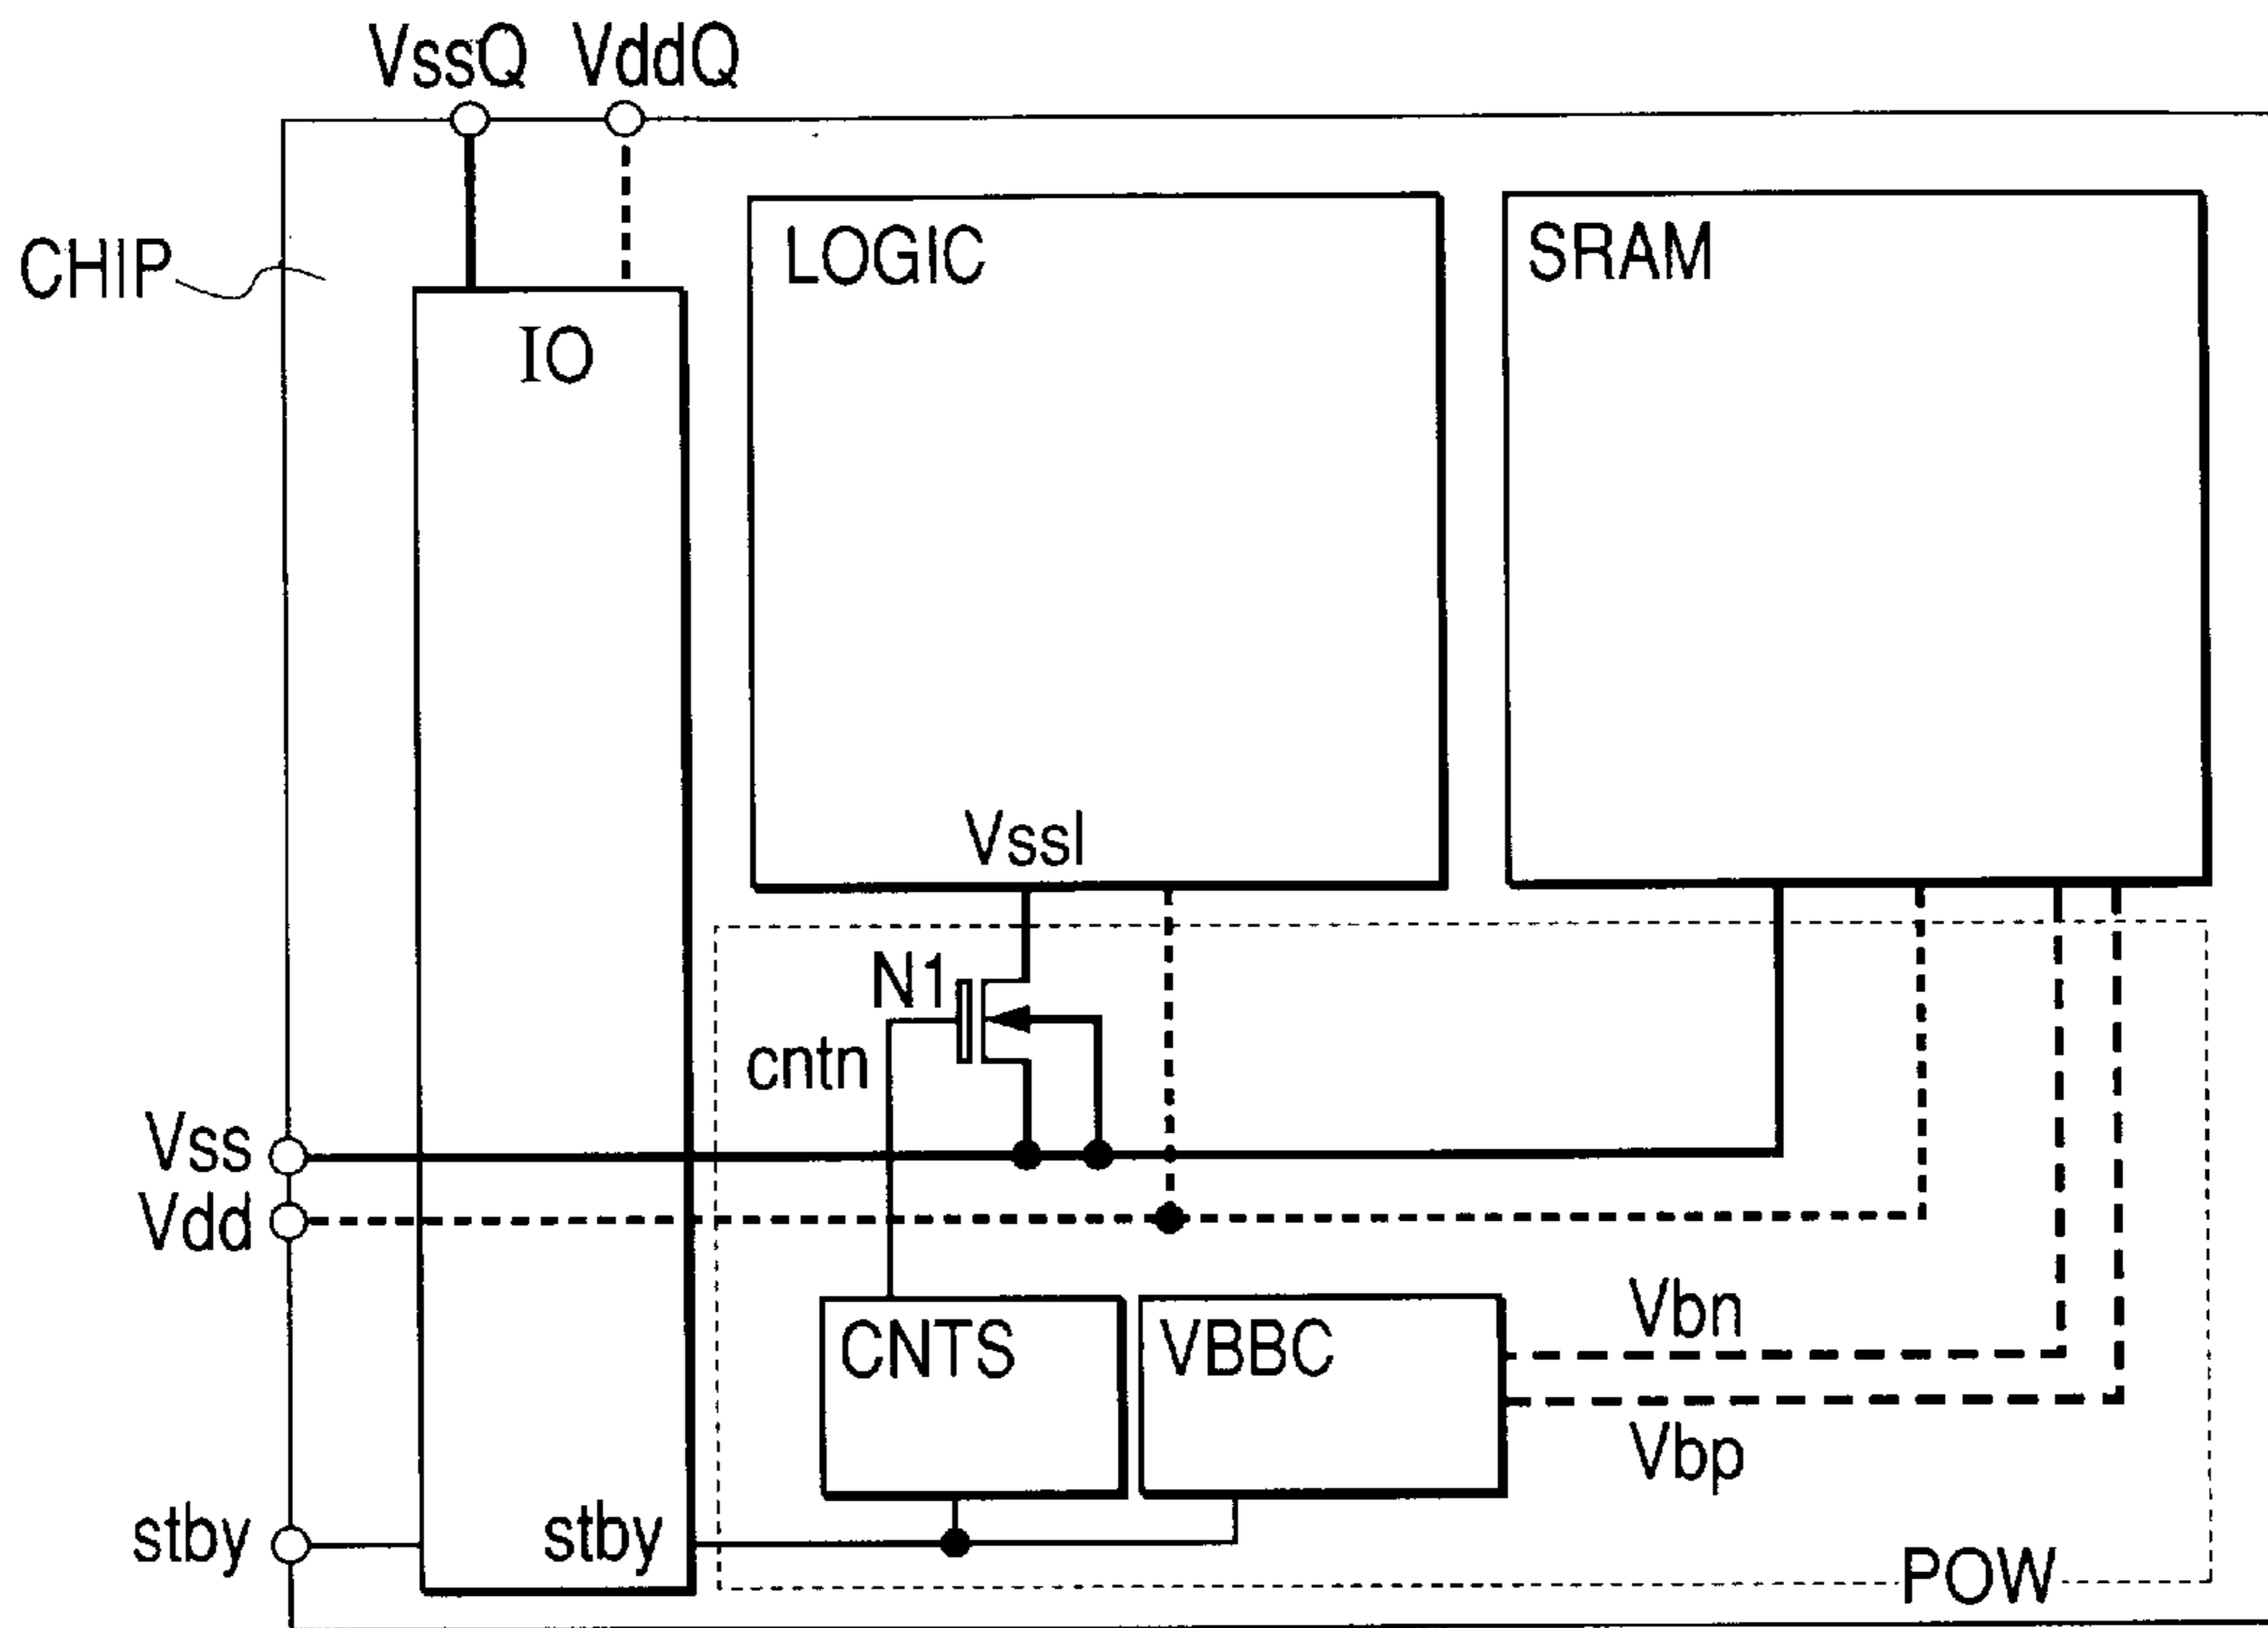 VssQ VddQ
CHIP
LOGIC
SRAM
IO
Vssl
N1
cntn
Vss
Vdd
CNTS
VBBC
Vbn
Vbp
stby
stby
POW